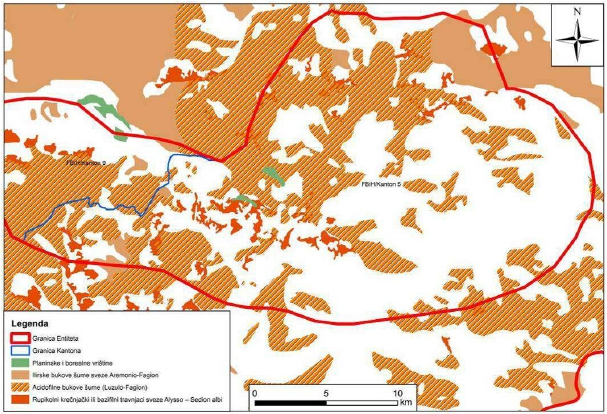 N
FBiH/Kanton 9
FBiH/Kanton 5
Legenda
Granica Entiteta
Granica Kantona
Planinske i borealne vrištine
Ilirske bukove šume sveze Aremonio-Fagion
Acidofilne bukove šume (Luzulo-Fagion)
Rupikolni krečnjački ili bazifilni travnjaci sveze Alysso – Sedion albi
0 5 10
km